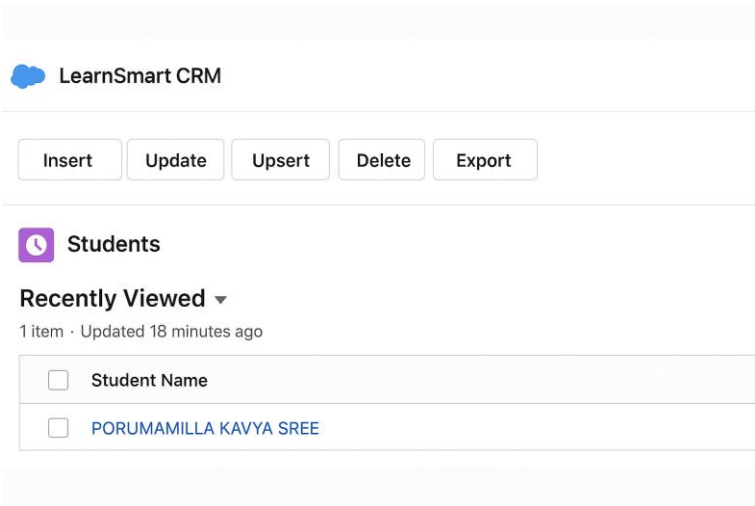 LearnSmart CRM
Insert Update Upsert Delete Export
Students
Recently Viewed
1 item · Updated 18 minutes ago
Student Name
PORUMAMILLA KAVYA SREE